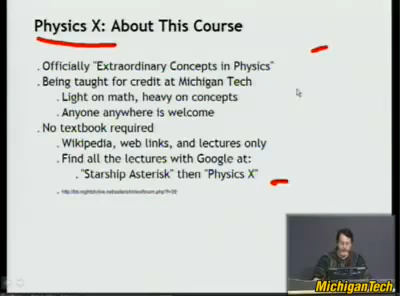 Physics X: About This Course
. Officially "Extraordinary Concepts in Physics"
. Being taught for credit at Michigan Tech
. Light on math, heavy on concepts
. Anyone anywhere is welcome
. No textbook required
. Wikipedia, web links, and lectures only
. Find all the lectures with Google at:
. "Starship Asterisk" then "Physics X"
MichiganTech